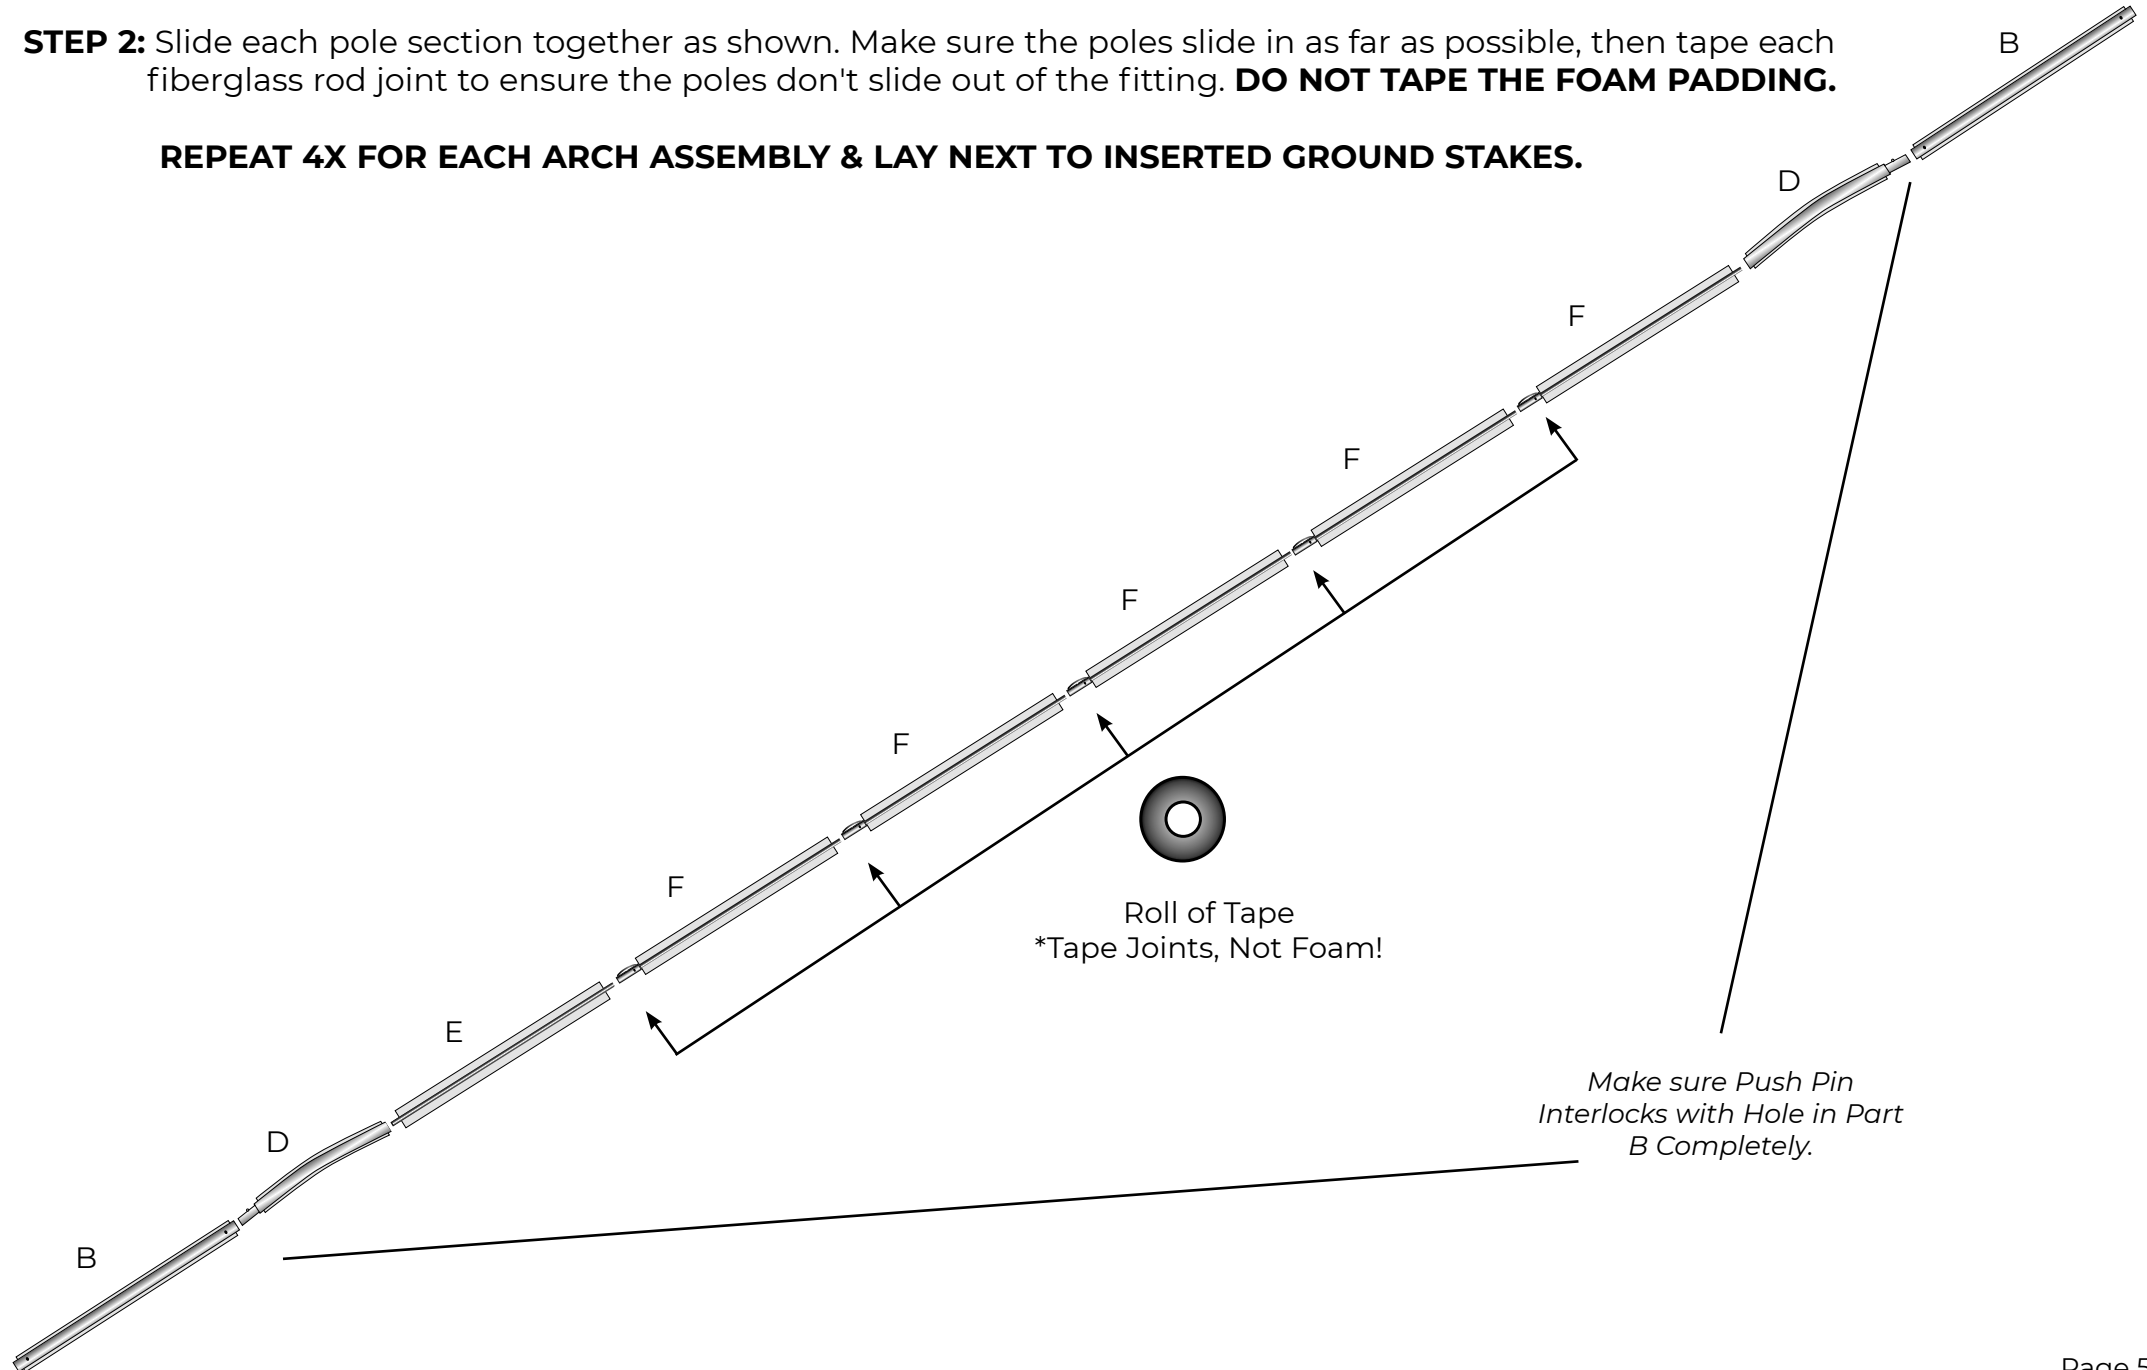 STEP 2: Slide each pole section together as shown. Make sure the poles slide in as far as possible, then tape each
fiberglass rod joint to ensure the poles don't slide out of the fitting. DO NOT TAPE THE FOAM PADDING.
REPEAT 4X FOR EACH ARCH ASSEMBLY & LAY NEXT TO INSERTED GROUND STAKES.
B
D
F
F
F
F
F
E
D
B
Roll of Tape
*Tape Joints, Not Foam!
Make sure Push Pin
Interlocks with Hole in Part
B Completely.
Page 5